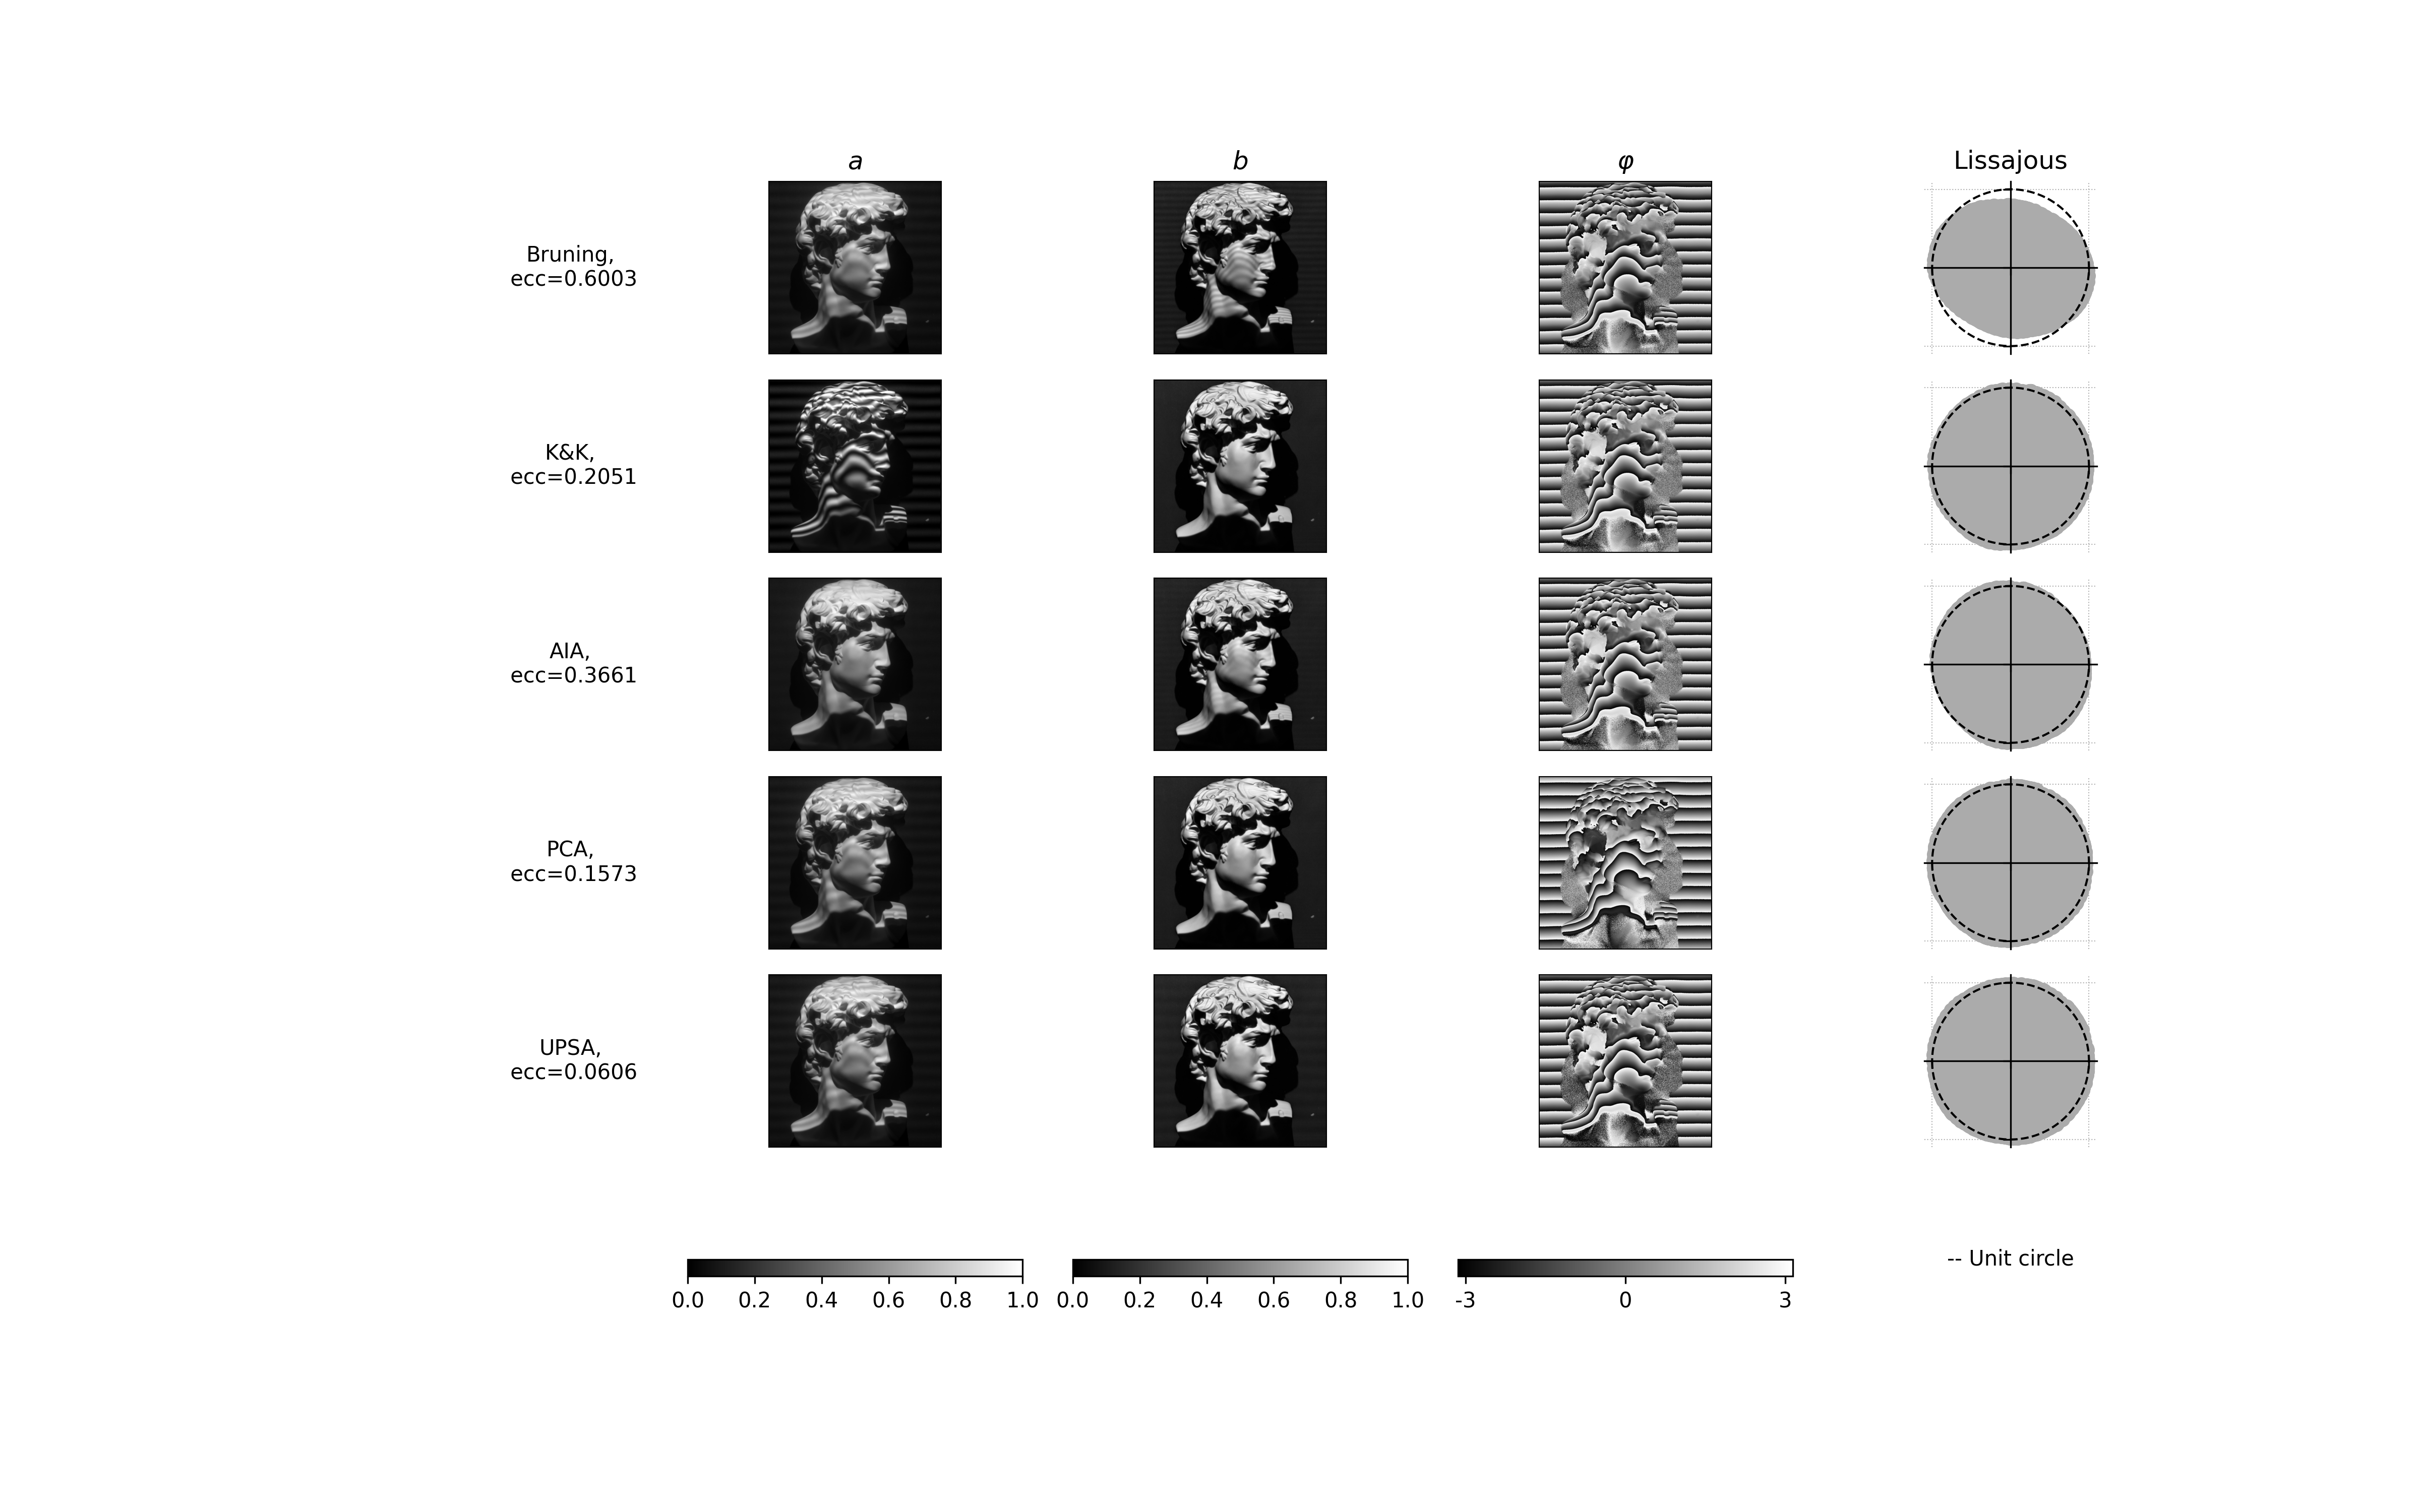 a b φ Lissajous
Bruning,
ecc=0.6003
K&K,
ecc=0.2051
AIA,
ecc=0.3661
PCA,
ecc=0.1573
UPSA,
ecc=0.0606
-- Unit circle
0.0 0.2 0.4 0.6 0.8 1.0 0.0 0.2 0.4 0.6 0.8 1.0 -3 0 3